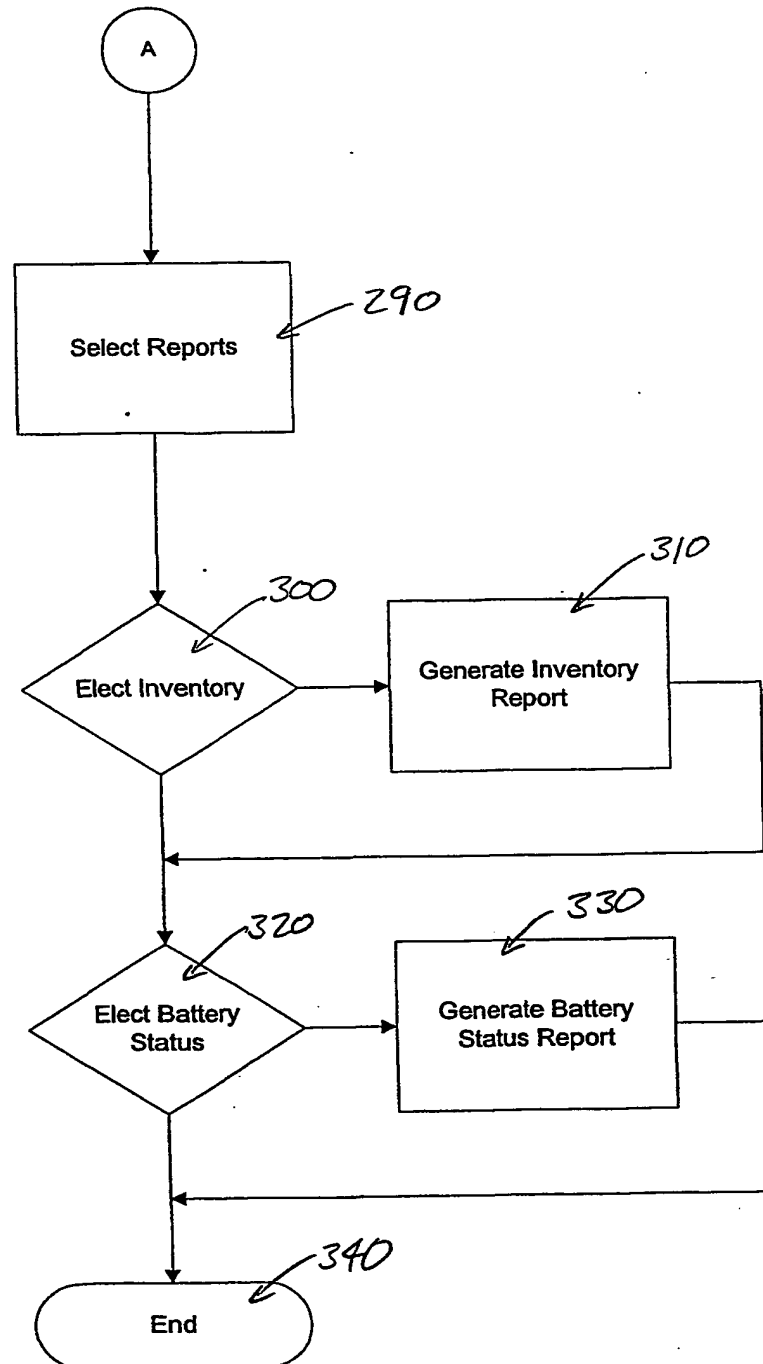 A
290
Select Reports
310
300
Elect Inventory
Generate Inventory
Report
330
320
Elect Battery
Status
Generate Battery
Status Report
340
End